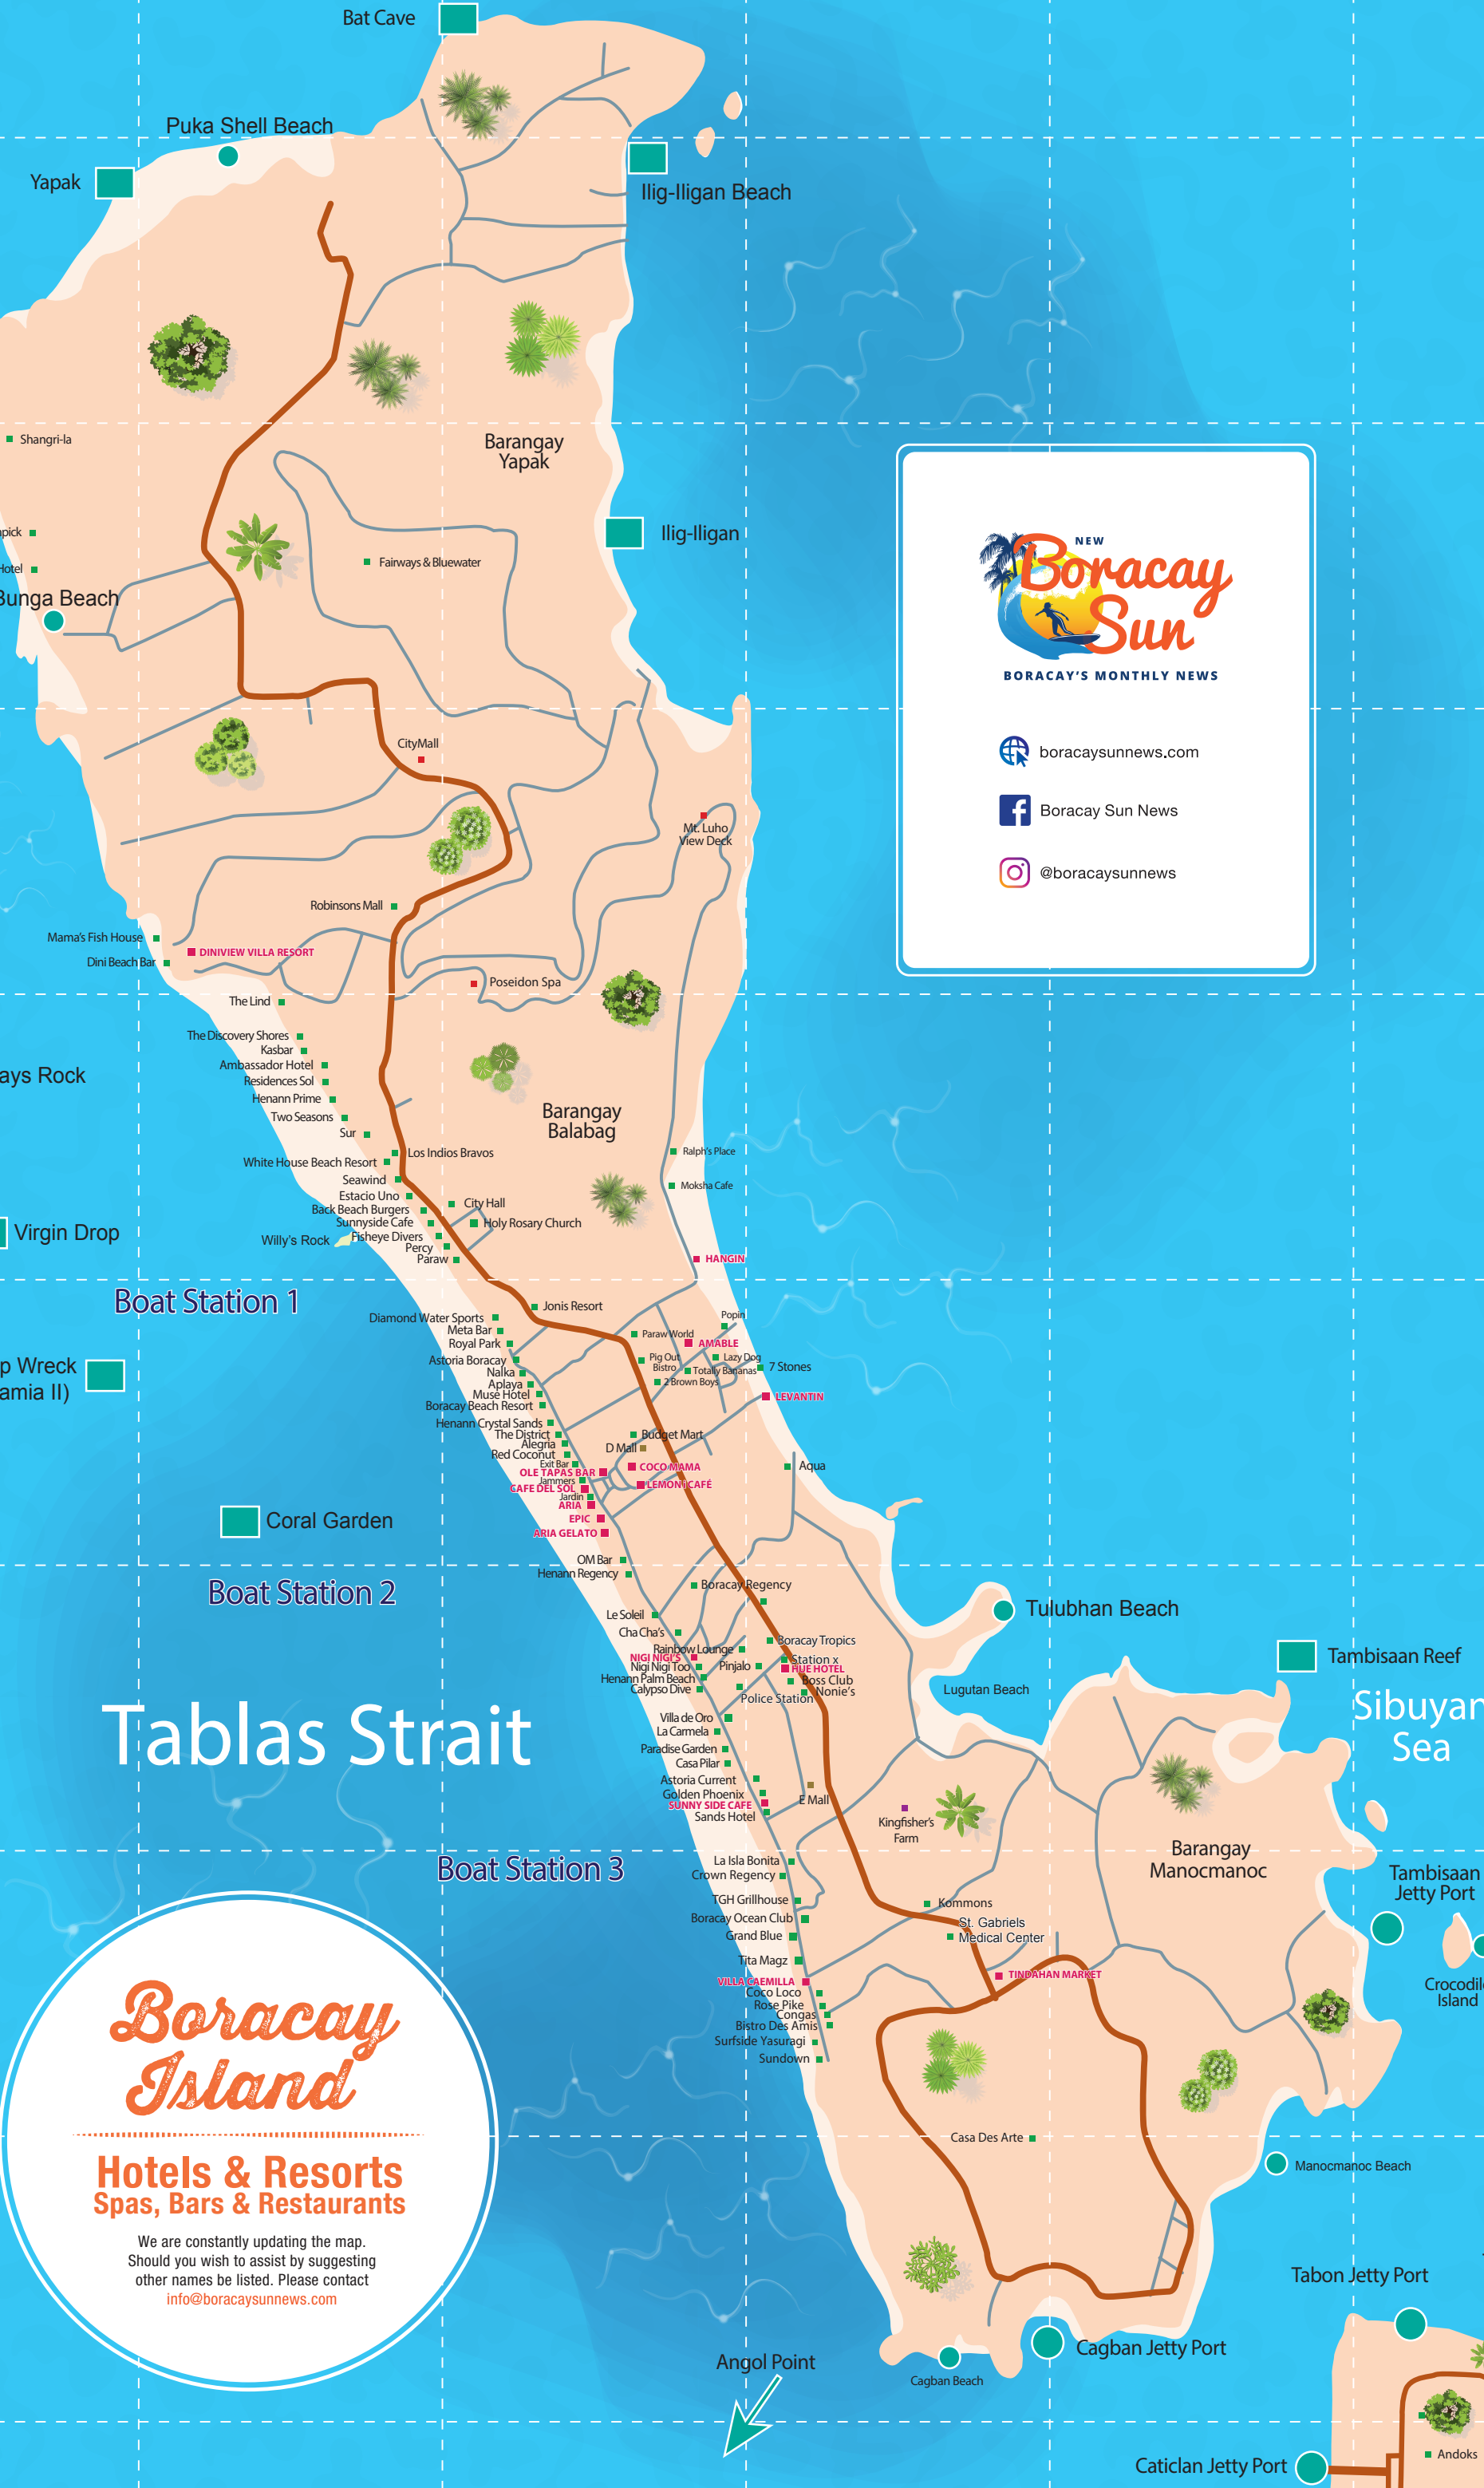 Bat Cave
Puka Shell Beach
Yapak
Ilig-Iligan Beach
Shangri-la
Barangay
Yapak
pick
Hotel
Ilig-Iligan
Fairways & Bluewater
Bunga Beach
NEW
Boracay
Sun
BORACAY'S MONTHLY NEWS
boracaysunnews.com
Boracay Sun News
@boracaysunnews
CityMall
Mt. Luho
View Deck
Robinsons Mall
Mama's Fish House
DINIVIEW VILLA RESORT
Dini Beach Bar
Poseidon Spa
The Lind
The Discovery Shores
Kasbar
Ambassador Hotel
ays Rock
Residences Sol
Henann Prime
Two Seasons
Barangay
Balabag
Sur
Los Indios Bravos
Ralph's Place
White House Beach Resort
Seawind
Moksha Cafe
Estacio Uno
City Hall
Back Beach Burgers
Sunnyside Cafe
Holy Rosary Church
Virgin Drop
Willy's Rock
Fisheye Divers
Percy
Paraw
HANGIN
Boat Station 1
Jonis Resort
Diamond Water Sports
Popin
Meta Bar
Paraw World
Royal Park
AMABLE
Astoria Boracay
Pig Out
Bistro
Lazy Dog
p Wreck
amia II)
7 Stones
Nalka
Totally Bananas
Aplaya
2 Brown Boys
Muse Hotel
LEVANTIN
Boracay Beach Resort
Henann Crystal Sands
The District
Budget Mart
Alegria
D Mall
Red Coconut
Exit Bar
COCO MAMA
Aqua
OLE TAPAS BAR
Jammers
LEMONI CAFÉ
CAFE DEL SOL
Jardin
ARIA
EPIC
Coral Garden
ARIA GELATO
OM Bar
Henann Regency
Boracay Regency
Boat Station 2
Le Soleil
Tulubhan Beach
Cha Cha's
Boracay Tropics
Rainbow Lounge
Tambisaan Reef
NIGI NIGI'S
Station x
Nigi Nigi Too
Pinjalo
HUE HOTEL
Henann Palm Beach
Boss Club
Calypso Dive
Nonie's
Police Station
Lugutan Beach
Tablas Strait
Sibuyan
Sea
Villa de Oro
La Carmela
Paradise Garden
Casa Pilar
Astoria Current
Golden Phoenix
E Mall
SUNNY SIDE CAFE
Sands Hotel
Kingfisher's
Farm
Barangay
Manocmanoc
Boat Station 3
La Isla Bonita
Crown Regency
Tambisaan
Jetty Port
TGH Grillhouse
Kommons
Boracay Ocean Club
St. Gabriels
Medical Center
Grand Blue
Tita Magz
TINDAHAN MARKET
VILLA CAEMILLA
Coco Loco
Crocodil
Island
Rose Pike
Congas
Bistro Des Amis
Surfside Yasuragi
Sundown
Boracay
Island
Hotels & Resorts
Spas, Bars & Restaurants
We are constantly updating the map.
Should you wish to assist by suggesting
other names be listed. Please contact
info@boracaysunnews.com
Casa Des Arte
Manocmanoc Beach
Tabon Jetty Port
Cagban Jetty Port
Angol Point
Cagban Beach
Andoks
Caticlan Jetty Port